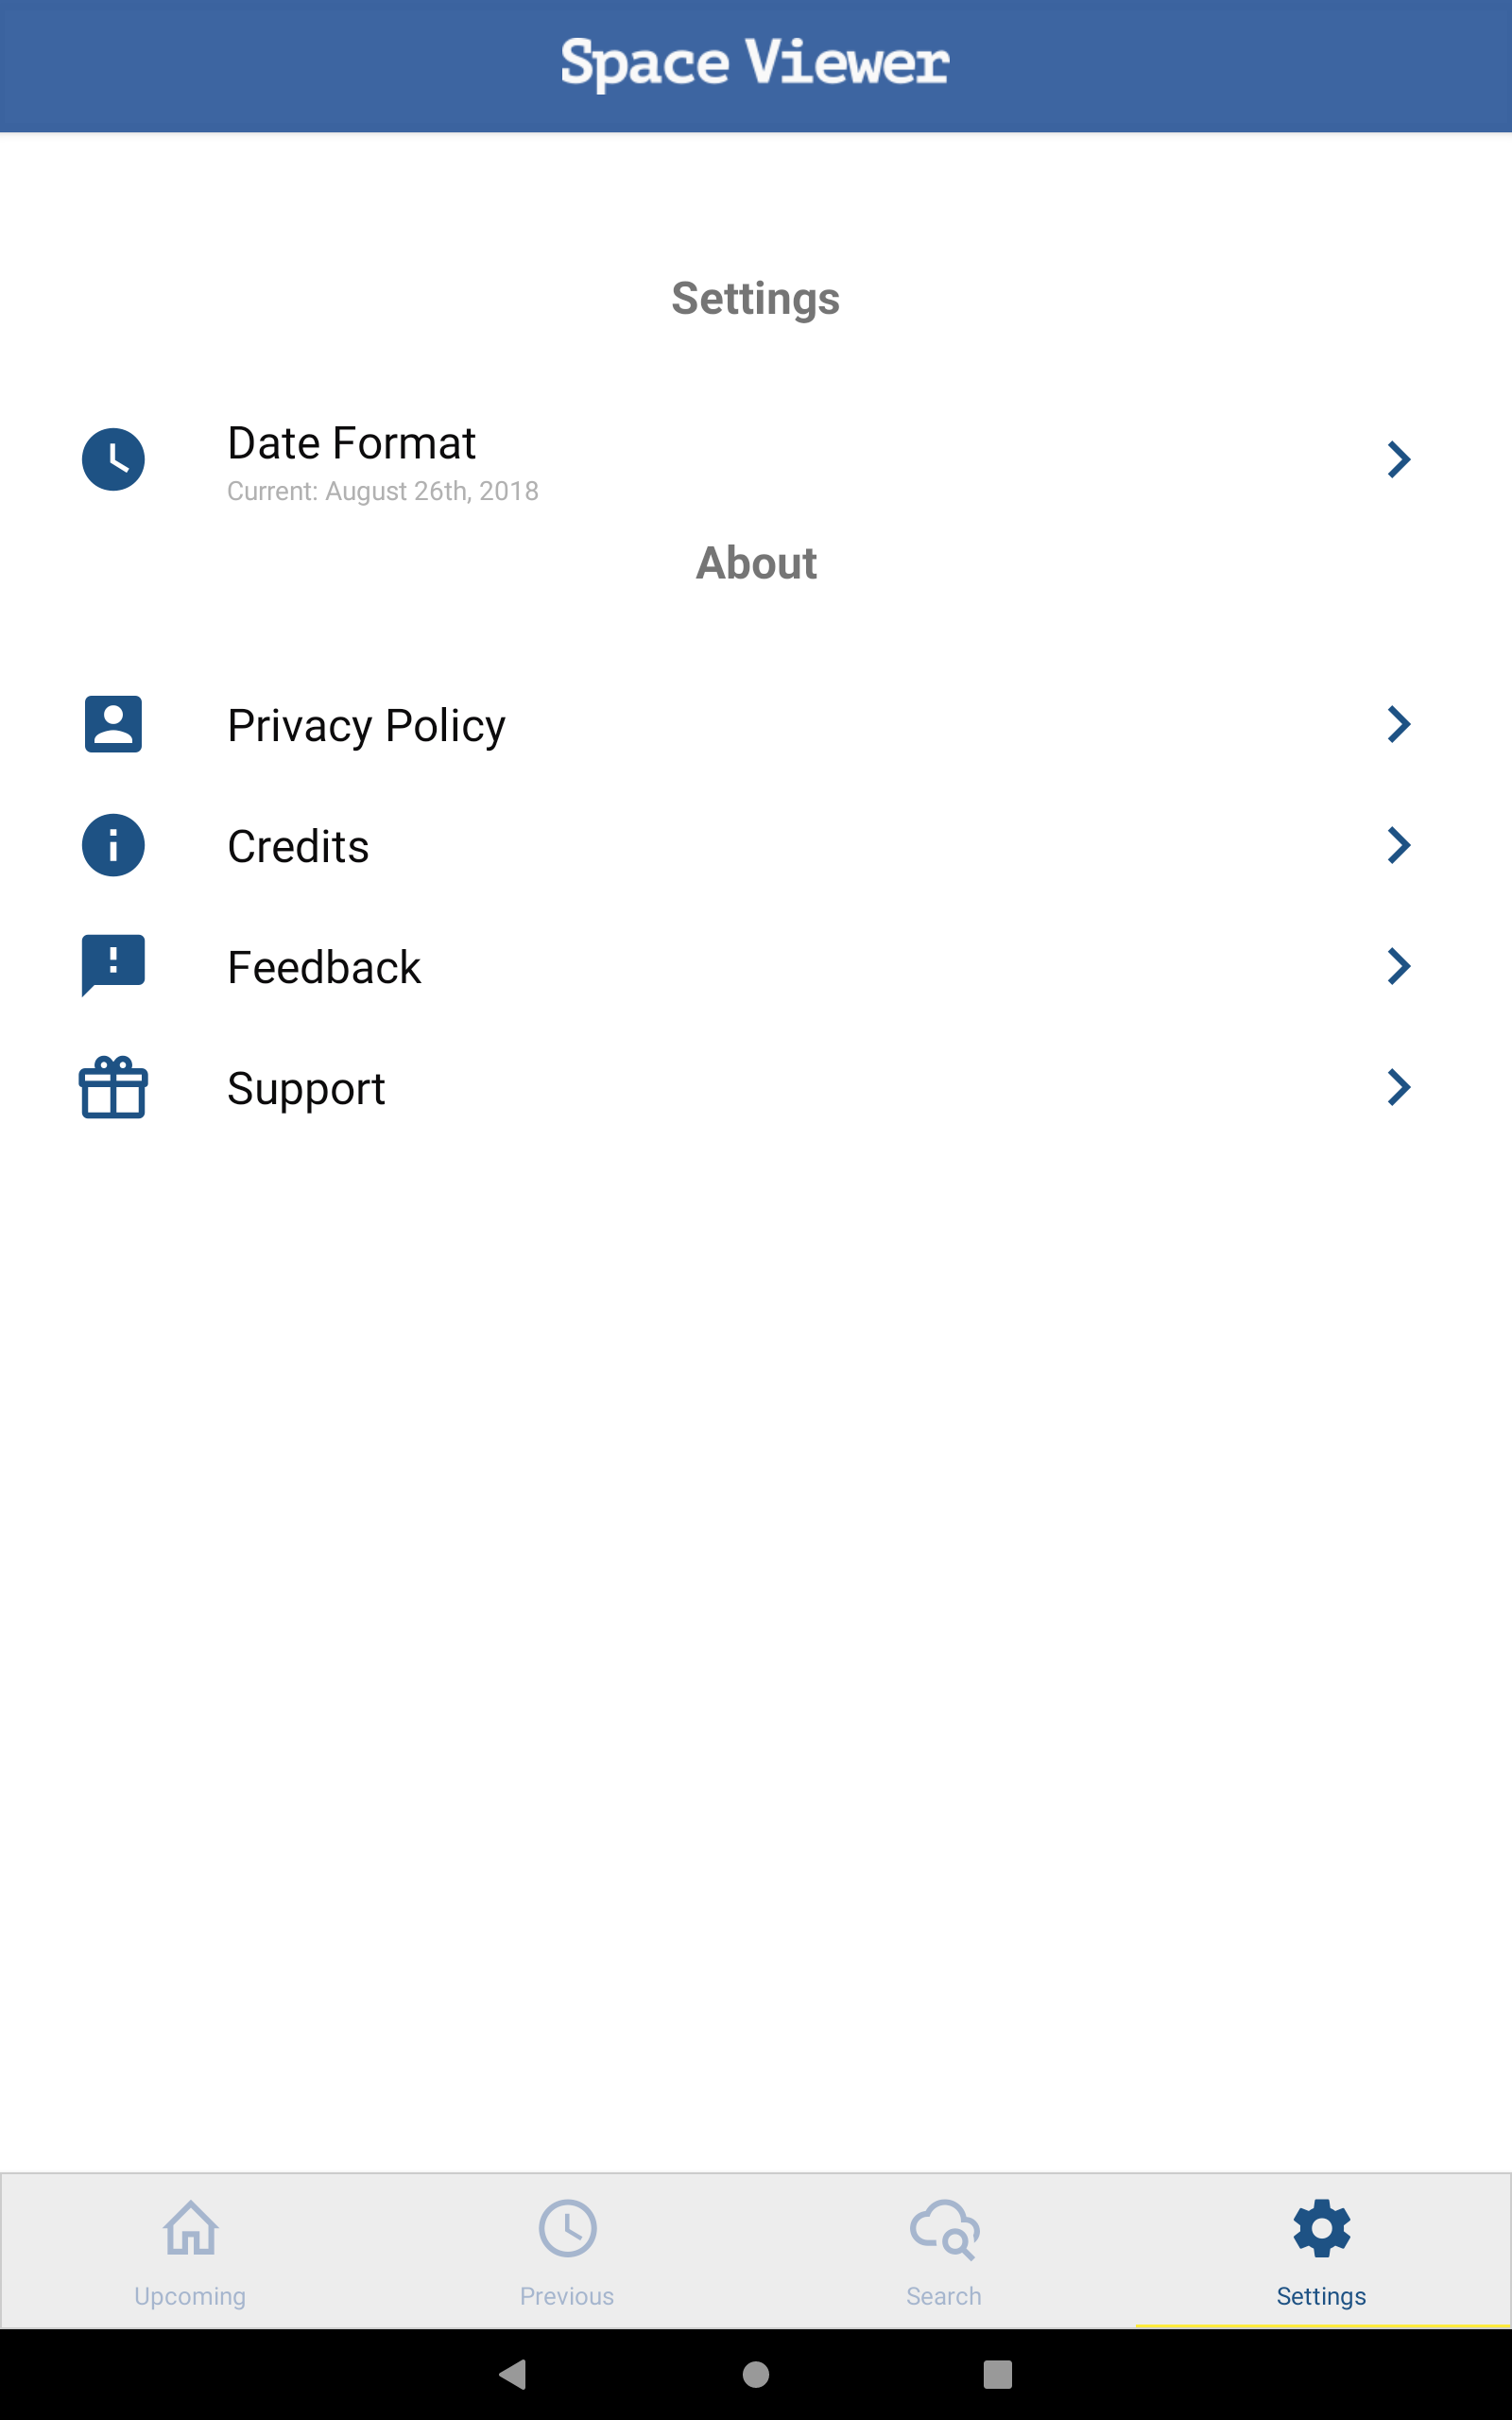 Space Viewer
Settings
Date Format
Current: August 26th, 2018
About
Privacy Policy
Credits
Feedback
Support
Upcoming
Previous
Search
Settings